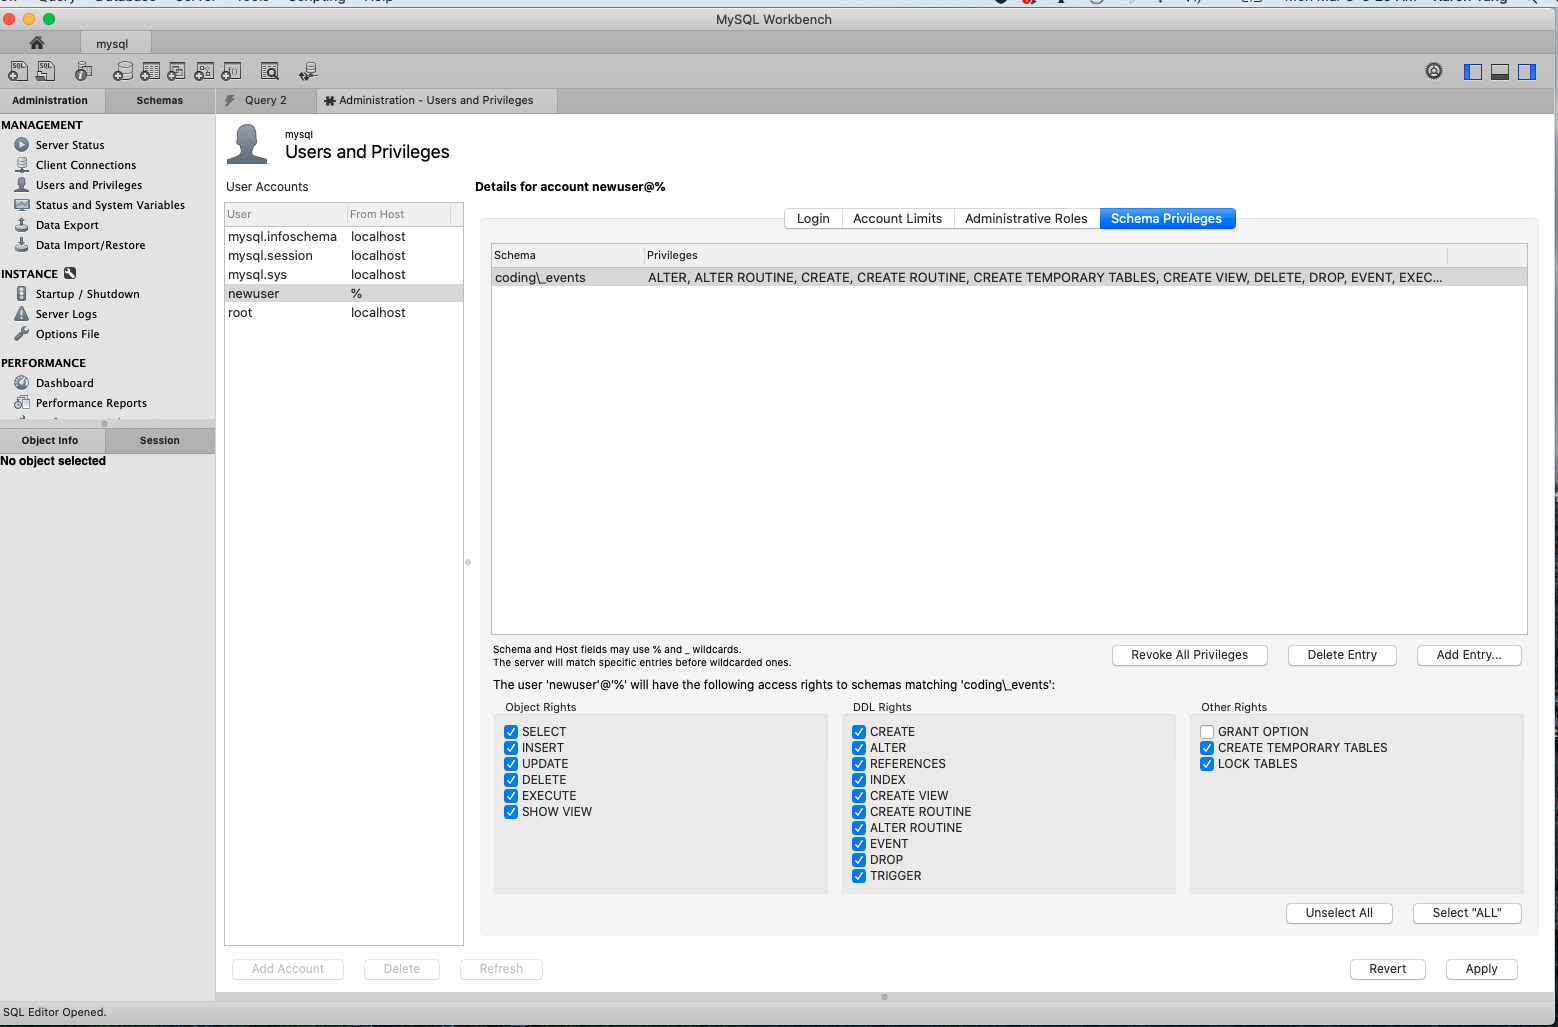 Query Database Server Tools Scripting Help
MySQL Workbench
mysql
Administration Schemas Query 2 Administration - Users and Privileges
MANAGEMENT
Server Status
Client Connections
Users and Privileges
Status and System Variables
Data Export
Data Import/Restore
INSTANCE
Startup / Shutdown
Server Logs
Options File
PERFORMANCE
Dashboard
Performance Reports
Object Info Session
No object selected
mysql
Users and Privileges
User Accounts
User From Host
mysql.infoschema localhost
mysql.session localhost
mysql.sys localhost
newuser %
root localhost
Add Account Delete Refresh
Details for account newuser@%
Login Account Limits Administrative Roles Schema Privileges
Schema Privileges
coding\_events ALTER, ALTER ROUTINE, CREATE, CREATE ROUTINE, CREATE TEMPORARY TABLES, CREATE VIEW, DELETE, DROP, EVENT, EXEC...
Schema and Host fields may use % and _ wildcards.
The server will match specific entries before wildcarded ones.
Revoke All Privileges Delete Entry Add Entry...
The user 'newuser'@'%' will have the following access rights to schemas matching 'coding\_events':
Object Rights
SELECT
INSERT
UPDATE
DELETE
EXECUTE
SHOW VIEW
DDL Rights
CREATE
ALTER
REFERENCES
INDEX
CREATE VIEW
CREATE ROUTINE
ALTER ROUTINE
EVENT
DROP
TRIGGER
Other Rights
GRANT OPTION
CREATE TEMPORARY TABLES
LOCK TABLES
Unselect All Select "ALL"
Revert Apply
SQL Editor Opened.